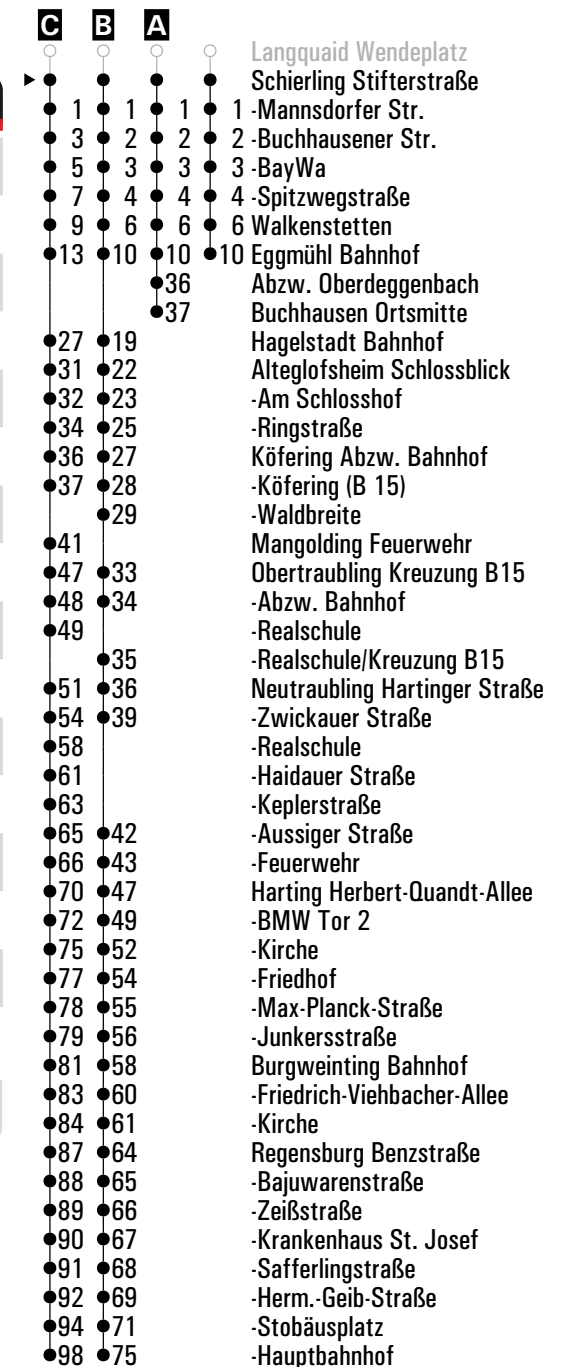 C B A
Langquaid Wendeplatz
Schierling Stifterstraße
1 1 1 1 -Mannsdorfer Str.
3 2 2 2 -Buchhausener Str.
5 3 3 3 -BayWa
7 4 4 4 -Spitzwegstraße
9 6 6 6 Walkenstetten
13 10 10 10 Eggmühl Bahnhof
36 Abzw. Oberdeggenbach
37 Buchhausen Ortsmitte
27 19 Hagelstadt Bahnhof
31 22 Alteglofsheim Schlossblick
32 23 -Am Schlosshof
34 25 -Ringstraße
36 27 Köfering Abzw. Bahnhof
37 28 -Köfering (B 15)
29 -Waldbreite
41 Mangolding Feuerwehr
47 33 Obertraubling Kreuzung B15
48 34 -Abzw. Bahnhof
49 -Realschule
35 -Realschule/Kreuzung B15
51 36 Neutraubling Hartinger Straße
54 39 -Zwickauer Straße
58 -Realschule
61 -Haidauer Straße
63 -Keplerstraße
65 42 -Aussiger Straße
66 43 -Feuerwehr
70 47 Harting Herbert-Quandt-Allee
72 49 -BMW Tor 2
75 52 -Kirche
77 54 -Friedhof
78 55 -Max-Planck-Straße
79 56 -Junkersstraße
81 58 Burgweinting Bahnhof
83 60 -Friedrich-Viehbacher-Allee
84 61 -Kirche
87 64 Regensburg Benzstraße
88 65 -Bajuwarenstraße
89 66 -Zeißstraße
90 67 -Krankenhaus St. Josef
91 68 -Safferlingstraße
92 69 -Herm.-Geib-Straße
94 71 -Stobäusplatz
98 75 -Hauptbahnhof